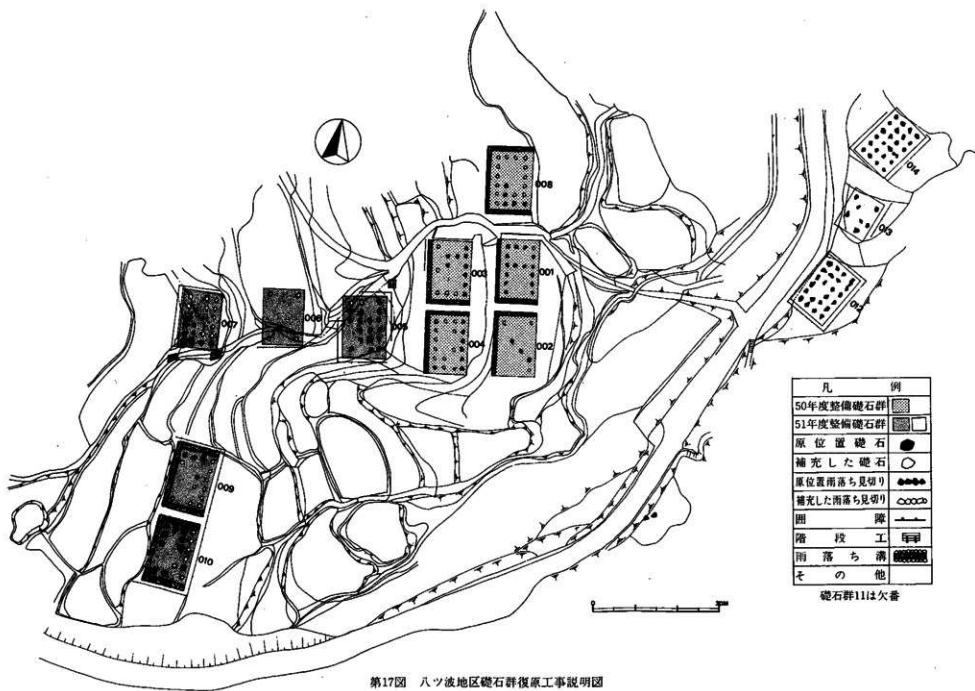 014
008
013
003
001
012
007
006
005
004
002
009
010
凡例
50年度整備礎石群
51年度整備礎石群
原位置礎石
補充した礎石
原位置雨落ち見切り
補充した雨落ち見切り
囲障
階段工
雨落ち溝
その他
礎石群11は欠番
0
第17図 八ツ波地区礎石群復原工事説明図